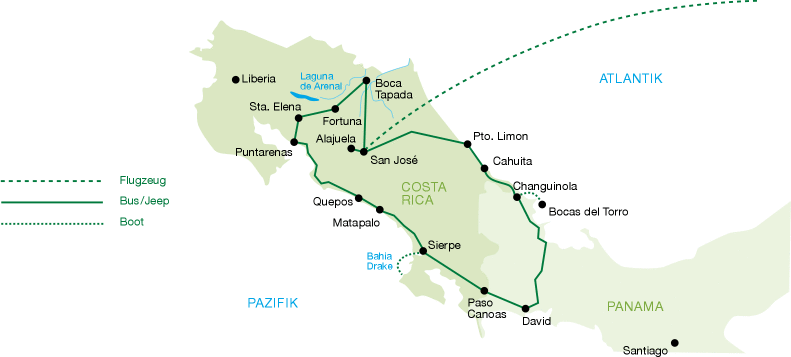 ATLANTIK
Liberia
Laguna
de Arenal
Boca
Tapada
Sta. Elena
Fortuna
Alajuela
Pto. Limon
Puntarenas
San José
Cahuita
Flugzeug
Bus/Jeep
Boot
COSTA
RICA
Changuinola
Quepos
Bocas del Torro
Matapalo
Sierpe
Bahia
Drake
PAZIFIK
Paso
Canoas
PANAMA
David
Santiago